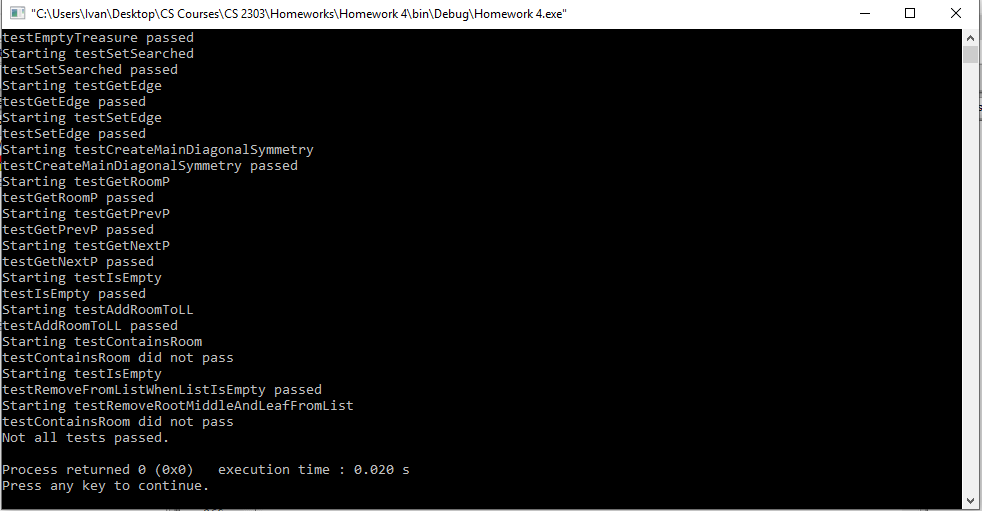 "C:\Users\Ivan\Desktop\CS Courses\CS 2303\Homeworks\Homework 4\bin\Debug\Homework 4.exe"
testEmptyTreasure passed
Starting testSetSearched
testSetSearched passed
Starting testGetEdge
testGetEdge passed
Starting testSetEdge
testSetEdge passed
Starting testCreateMainDiagonalSymmetry
testCreateMainDiagonalSymmetry passed
Starting testGetRoomP
testGetRoomP passed
Starting testGetPrevP
testGetPrevP passed
Starting testGetNextP
testGetNextP passed
Starting testIsEmpty
testIsEmpty passed
Starting testAddRoomToLL
testAddRoomToLL passed
Starting testContainsRoom
testContainsRoom did not pass
Starting testIsEmpty
testRemoveFromListWhenListIsEmpty passed
Starting testRemoveRootMiddleAndLeafFromList
testContainsRoom did not pass
Not all tests passed.

Process returned 0 (0x0)   execution time : 0.020 s
Press any key to continue.